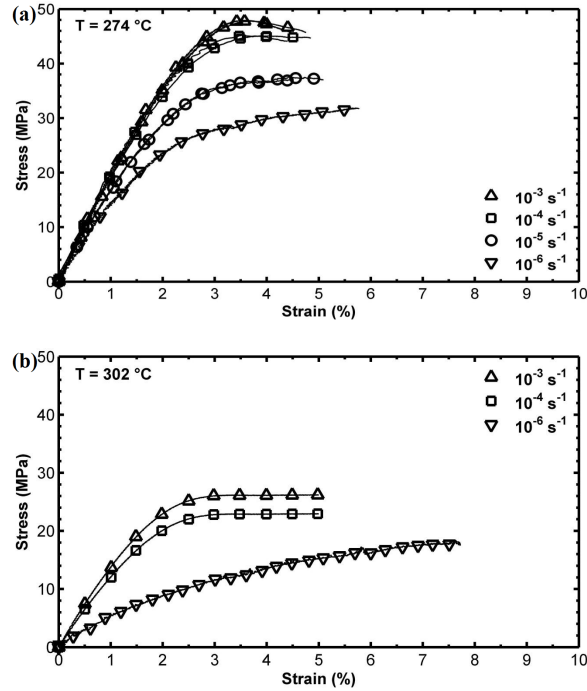 (a)
T = 274 °C
Stress (MPa)
50
40
30
20
10
0
10⁻³ s⁻¹
10⁻⁴ s⁻¹
10⁻⁵ s⁻¹
10⁻⁶ s⁻¹
0 1 2 3 4 5 6 7 8 9 10
Strain (%)
(b)
T = 302 °C
Stress (MPa)
50
40
30
20
10
0
10⁻³ s⁻¹
10⁻⁴ s⁻¹
10⁻⁶ s⁻¹
0 1 2 3 4 5 6 7 8 9 10
Strain (%)